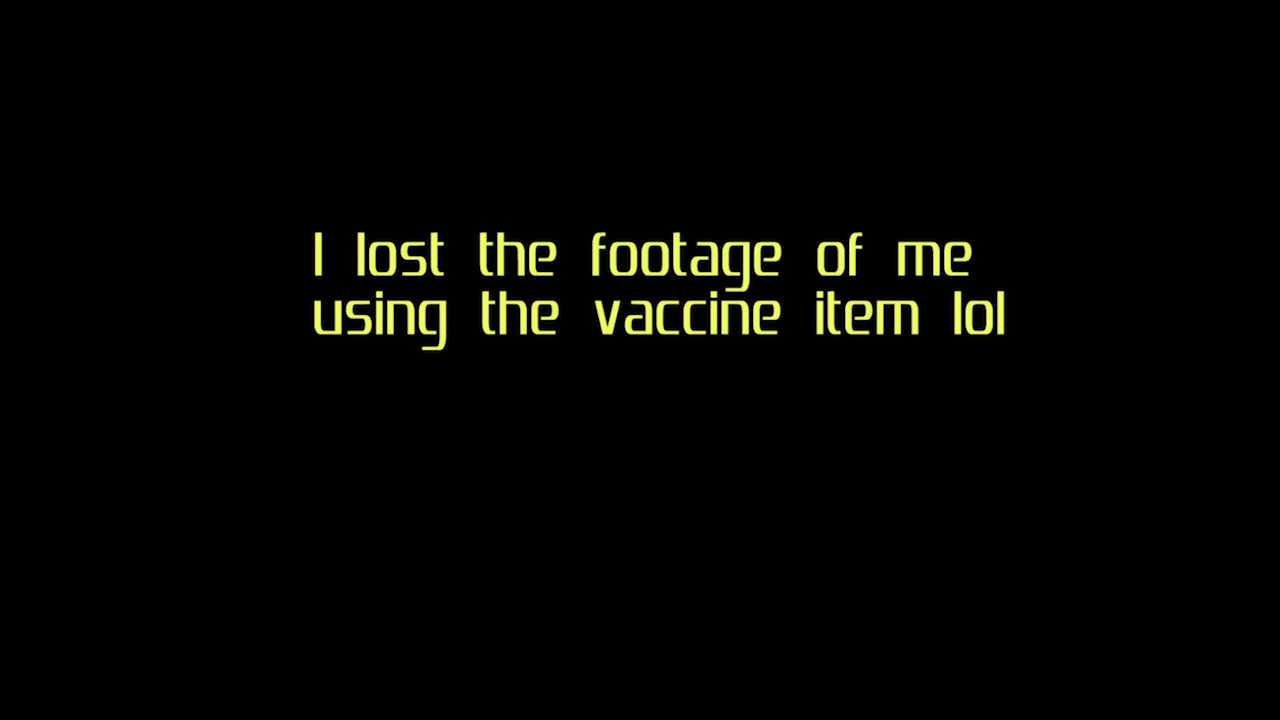 I lost the footage of me
using the vaccine item lol